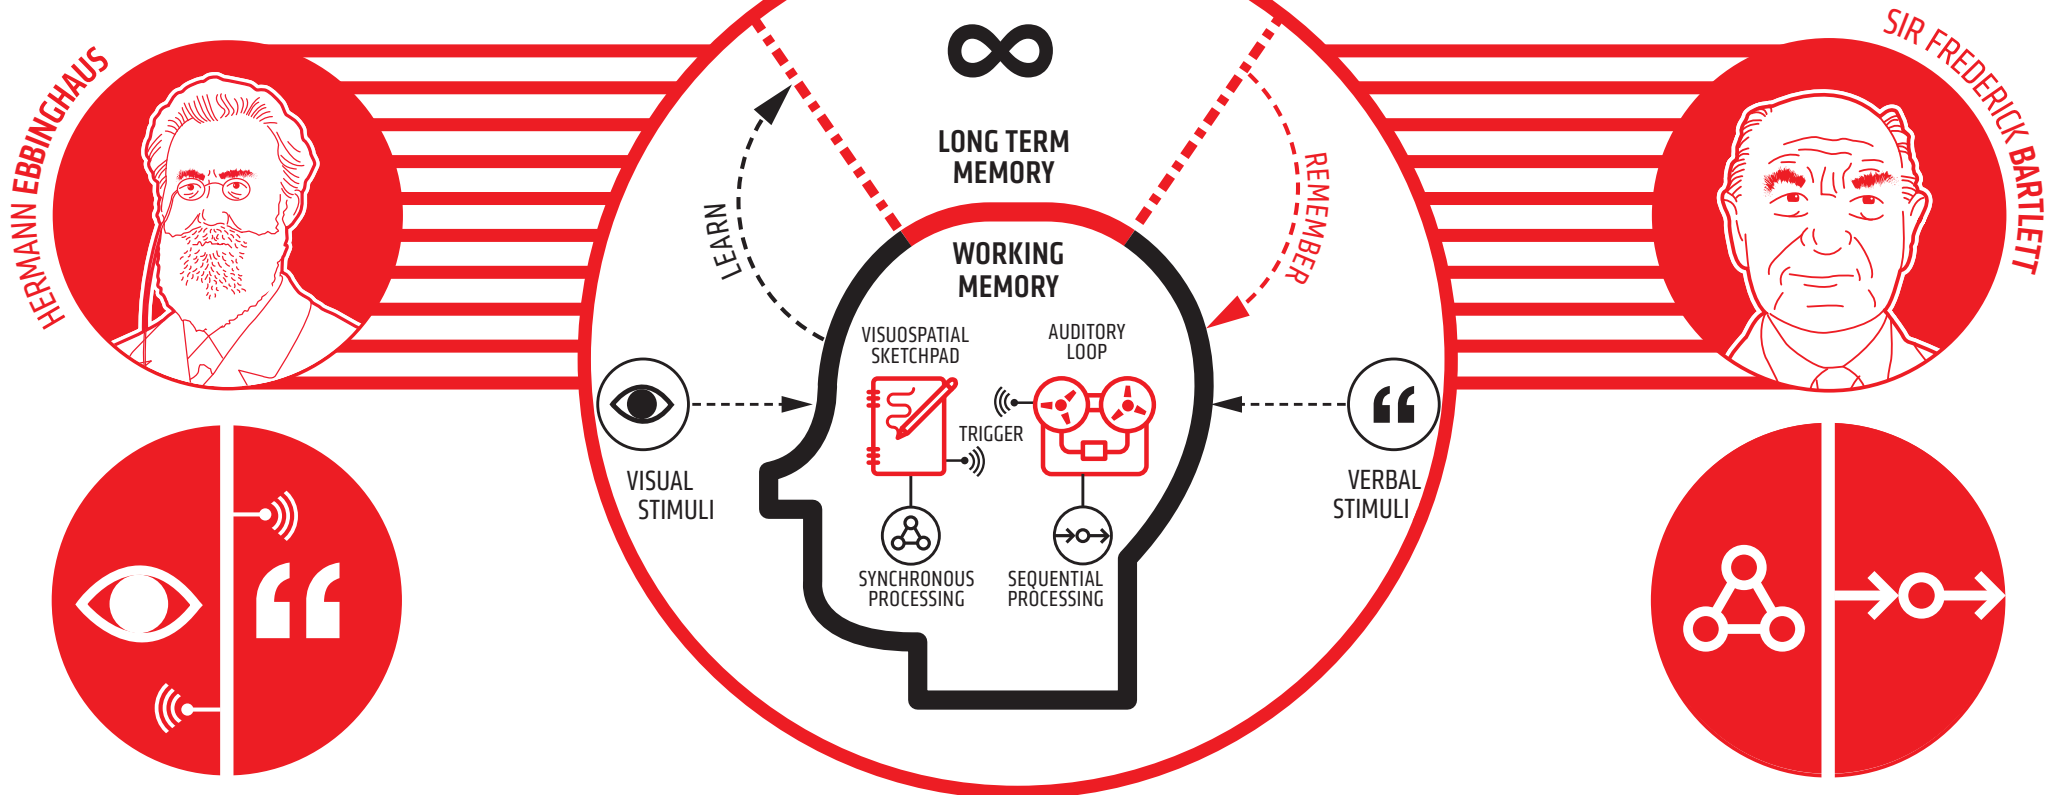 HERMANN EBBINGHAUS
SIR FREDERICK BARTLETT
LONG TERM
MEMORY
LEARN
REMEMBER
WORKING
MEMORY
VISUOSPATIAL
SKETCHPAD
AUDITORY
LOOP
TRIGGER
VISUAL
STIMULI
VERBAL
STIMULI
SYNCHRONOUS
PROCESSING
SEQUENTIAL
PROCESSING